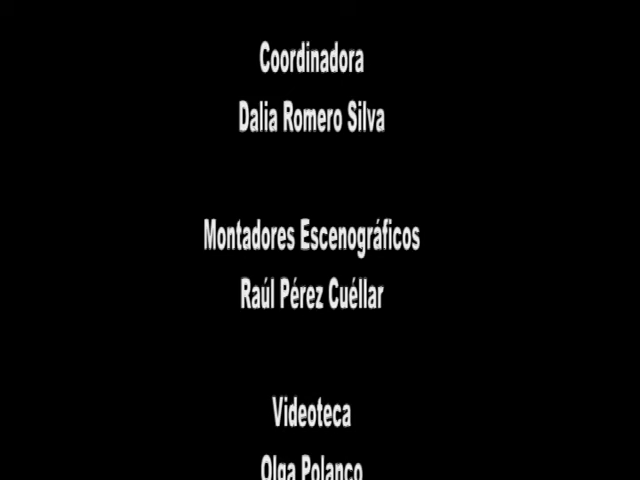 Coordinadora
Dalia Romero Silva
Montadores Escenográficos
Raúl Pérez Cuéllar
Videoteca
Olga Polanco